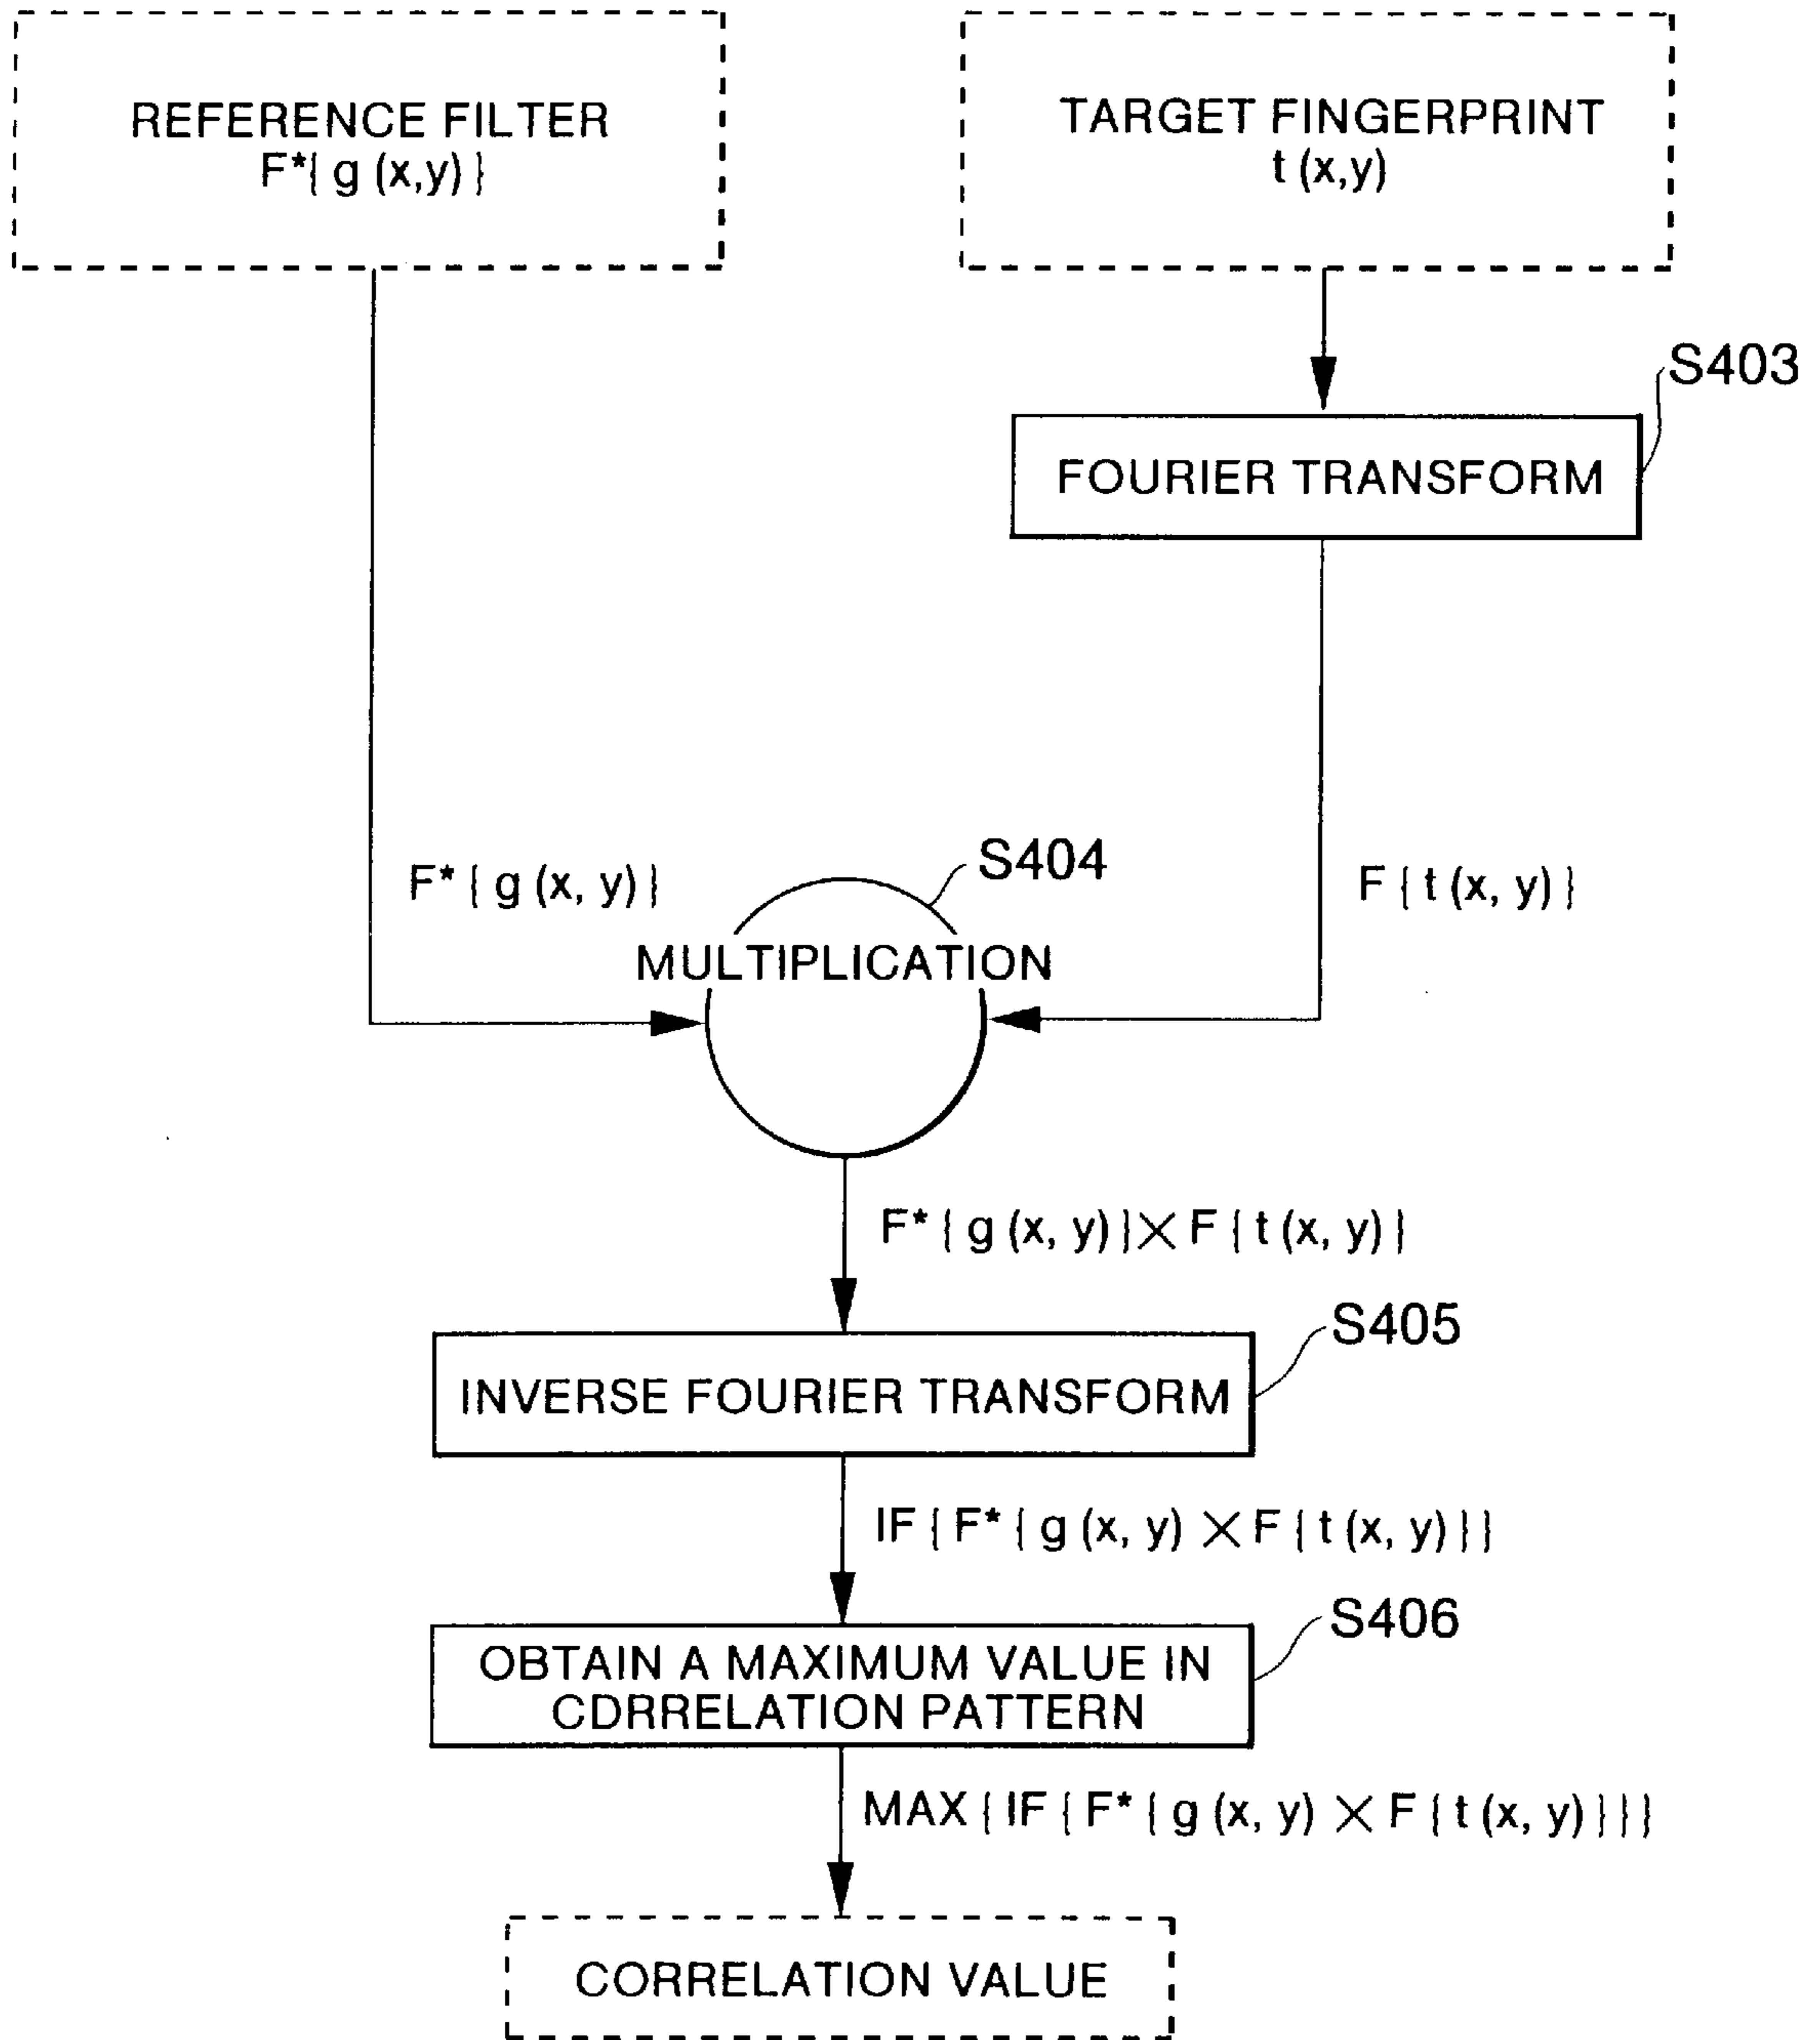 REFERENCE FILTER
F*{ g (x,y) }
TARGET FINGERPRINT
t (x,y)
S403
FOURIER TRANSFORM
F* { g (x, y) }
S404
F { t (x, y) }
MULTIPLICATION
F* { g (x, y) } × F { t (x, y) }
S405
INVERSE FOURIER TRANSFORM
IF { F* { g (x, y) × F { t (x, y) } }
S406
OBTAIN A MAXIMUM VALUE IN
CDRRELATION PATTERN
MAX { IF { F* { g (x, y) × F { t (x, y) } } }
CORRELATION VALUE